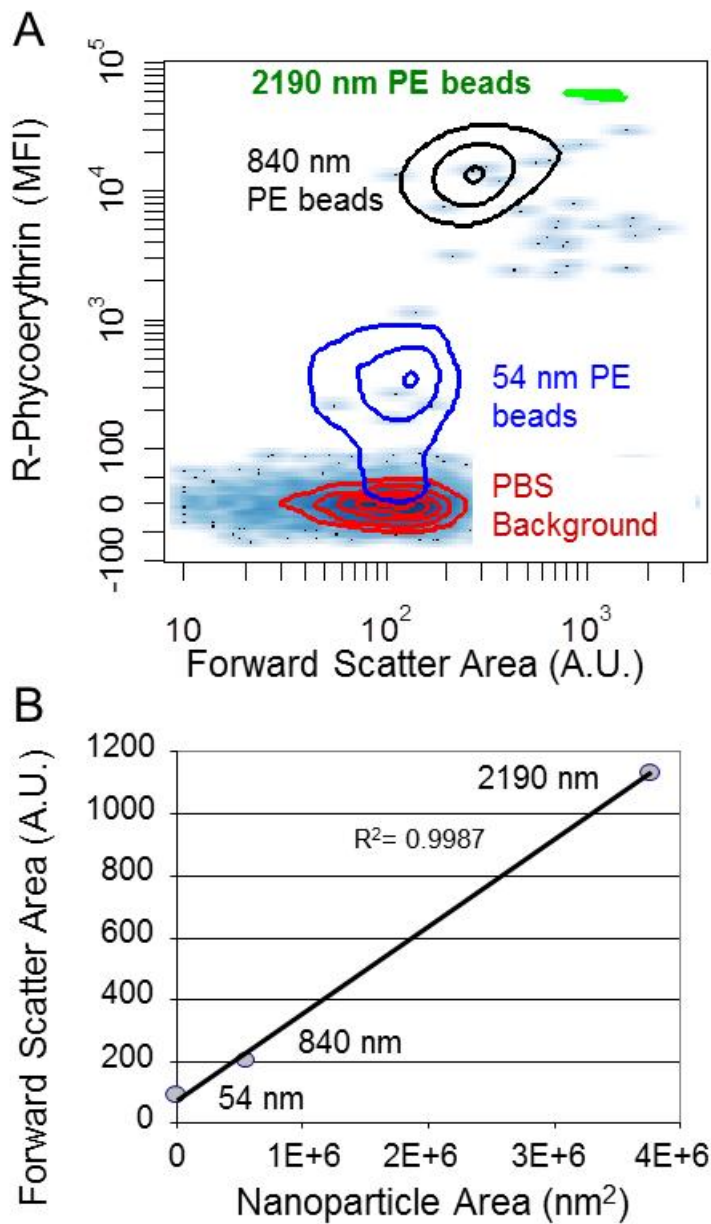 A
R-Phycoerythrin (MFI)
10^5
10^4
10^3
100
0
-100
2190 nm PE beads
840 nm
PE beads
54 nm PE
beads
PBS
Background
10
10^2
10^3
Forward Scatter Area (A.U.)
B
Forward Scatter Area (A.U.)
1200
1000
800
600
400
200
0
2190 nm
R²= 0.9987
840 nm
54 nm
0
1E+6
2E+6
3E+6
4E+6
Nanoparticle Area (nm²)